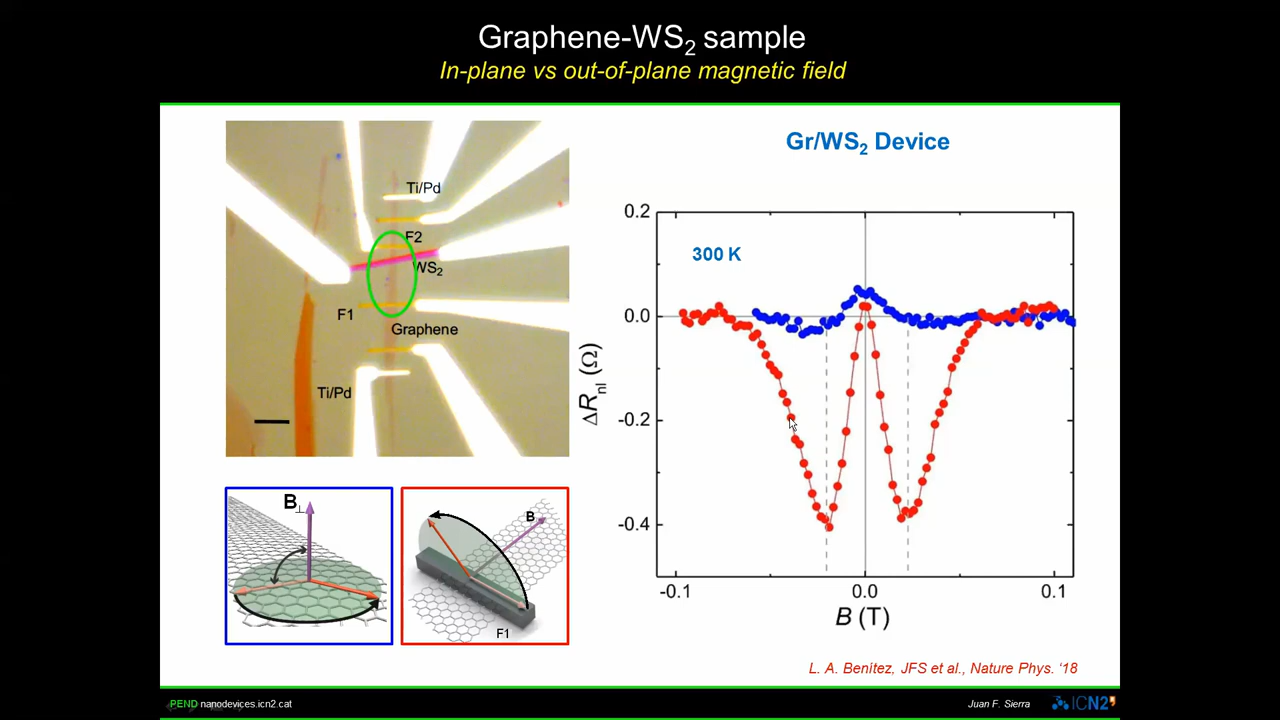 Graphene-WS₂ sample
In-plane vs out-of-plane magnetic field
Gr/WS₂ Device
Ti/Pd
F2
WS₂
F1
Graphene
Ti/Pd
B⊥
B
F1
300 K
0.2
0.0
-0.2
-0.4
ΔRnl (Ω)
-0.1
0.0
0.1
B (T)
L. A. Benítez, JFS et al., Nature Phys. ‘18
PEND nanodevices.icn2.cat
Juan F. Sierra
ICN2